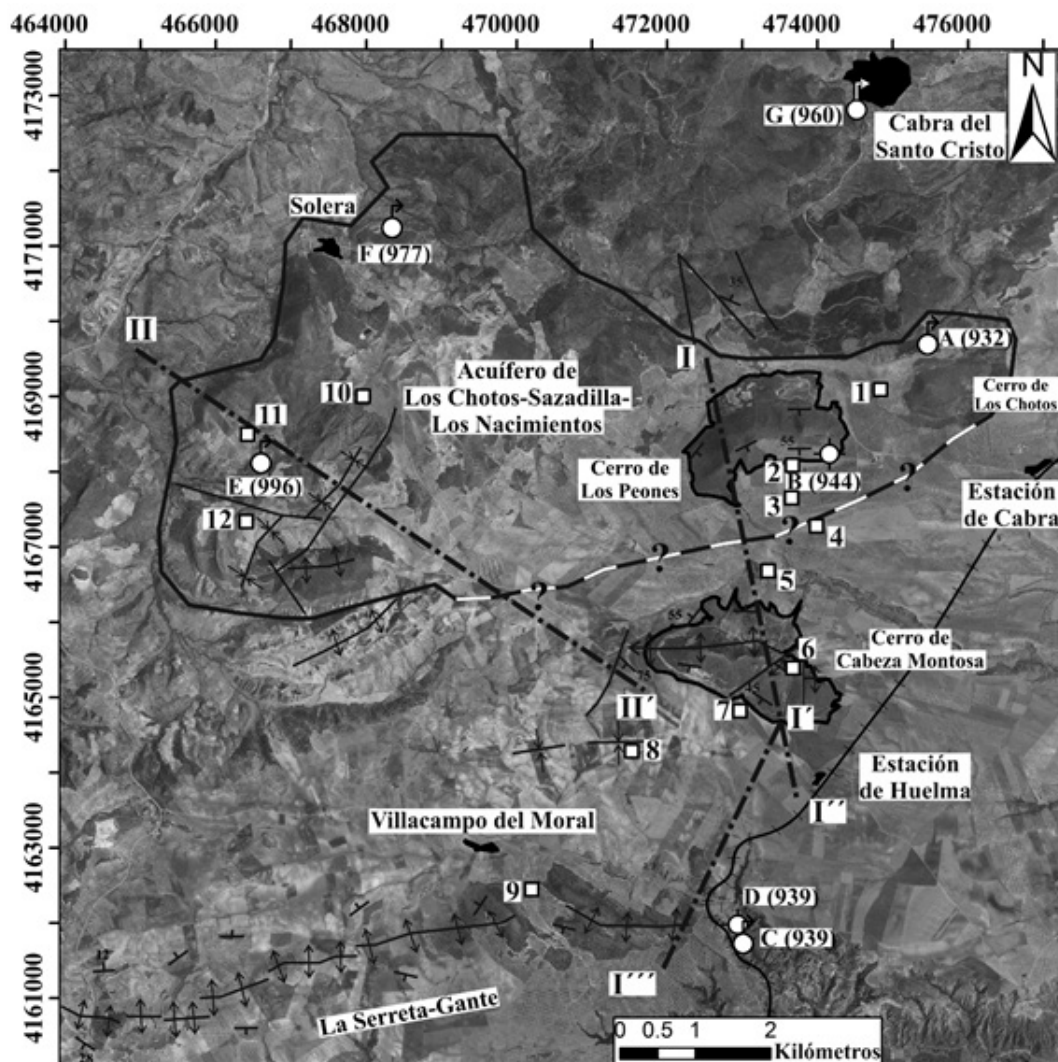 464000 466000 468000 470000 472000 474000 476000
4173000
4171000
4169000
4167000
4165000
4163000
4161000
N
G (960)
Cabra del
Santo Cristo
Solera
F (977)
35
II
I
A (932)
1
Cerro de
Los Chotos
Acuífero de
Los Chotos-Sazadilla-
Los Nacimientos
10
11
E (996)
12
55
Cerro de
Los Peones
2
B (944)
3
4
?
?
?
?
Estación
de Cabra
5
55
6
Cerro de
Cabeza Montosa
7
I´
II´
8
Estación
de Huelma
I´´
Villacampo del Moral
9
D (939)
C (939)
I´´´
La Serreta-Gante
0 0.5 1 2
Kilómetros